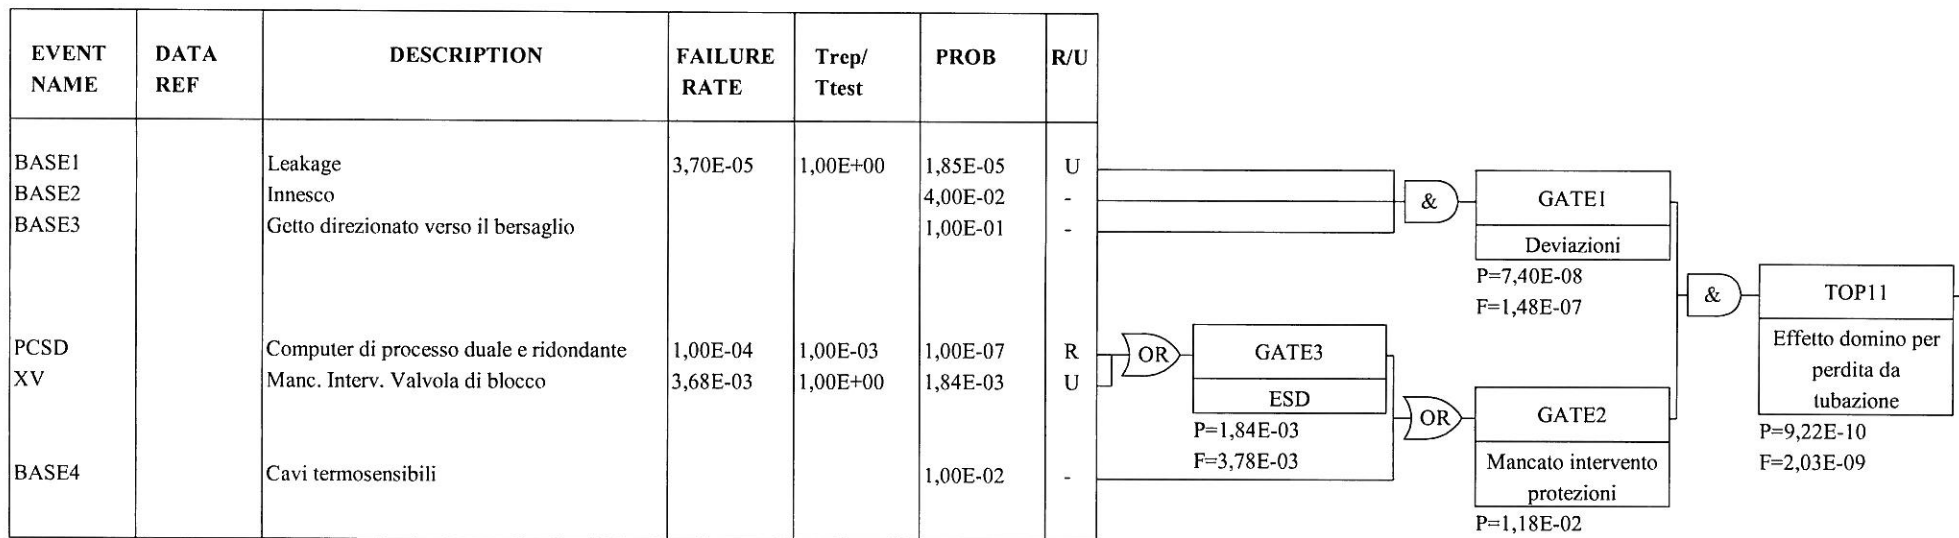 EVENT NAME DATA REF DESCRIPTION FAILURE RATE Trep/ Ttest PROB R/U
BASE1 Leakage 3,70E-05 1,00E+00 1,85E-05 U
BASE2 Innesco 4,00E-02 -
BASE3 Getto direzionato verso il bersaglio 1,00E-01 -
& GATE1
Deviazioni
P=7,40E-08
F=1,48E-07
PCSD Computer di processo duale e ridondante 1,00E-04 1,00E-03 1,00E-07 R
XV Manc. Interv. Valvola di blocco 3,68E-03 1,00E+00 1,84E-03 U
OR GATE3
ESD
P=1,84E-03
F=3,78E-03
BASE4 Cavi termosensibili 1,00E-02 -
OR GATE2
Mancato intervento
protezioni
P=1,18E-02
& TOP11
Effetto domino per
perdita da
tubazione
P=9,22E-10
F=2,03E-09